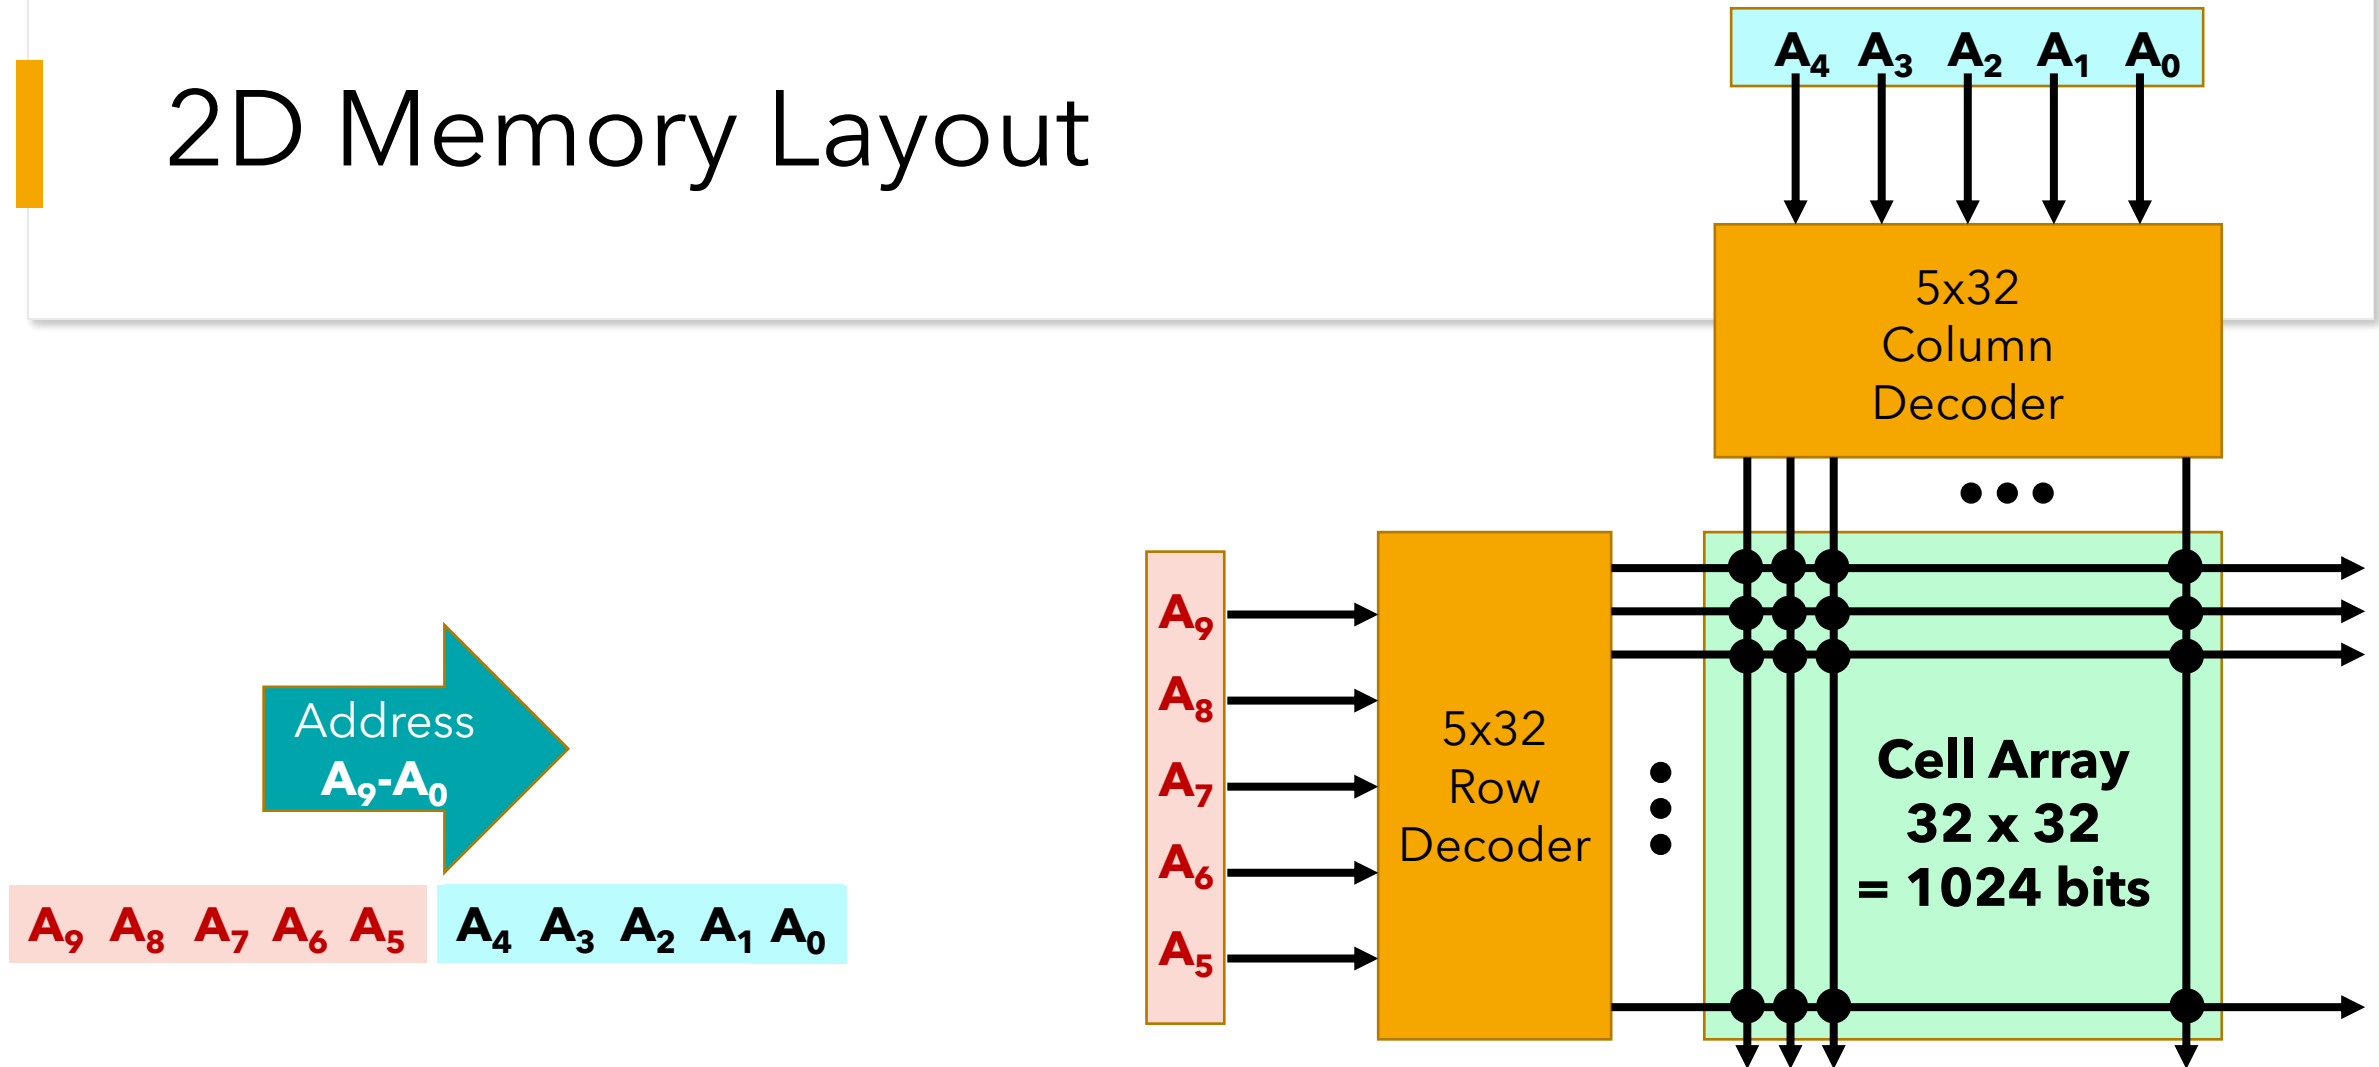 2D Memory Layout
A₄ A₃ A₂ A₁ A₀
5x32
Column
Decoder
Address
A₉-A₀
A₉ A₈ A₇ A₆ A₅ A₄ A₃ A₂ A₁ A₀
A₉
A₈
A₇
A₆
A₅
5x32
Row
Decoder
Cell Array
32 x 32
= 1024 bits